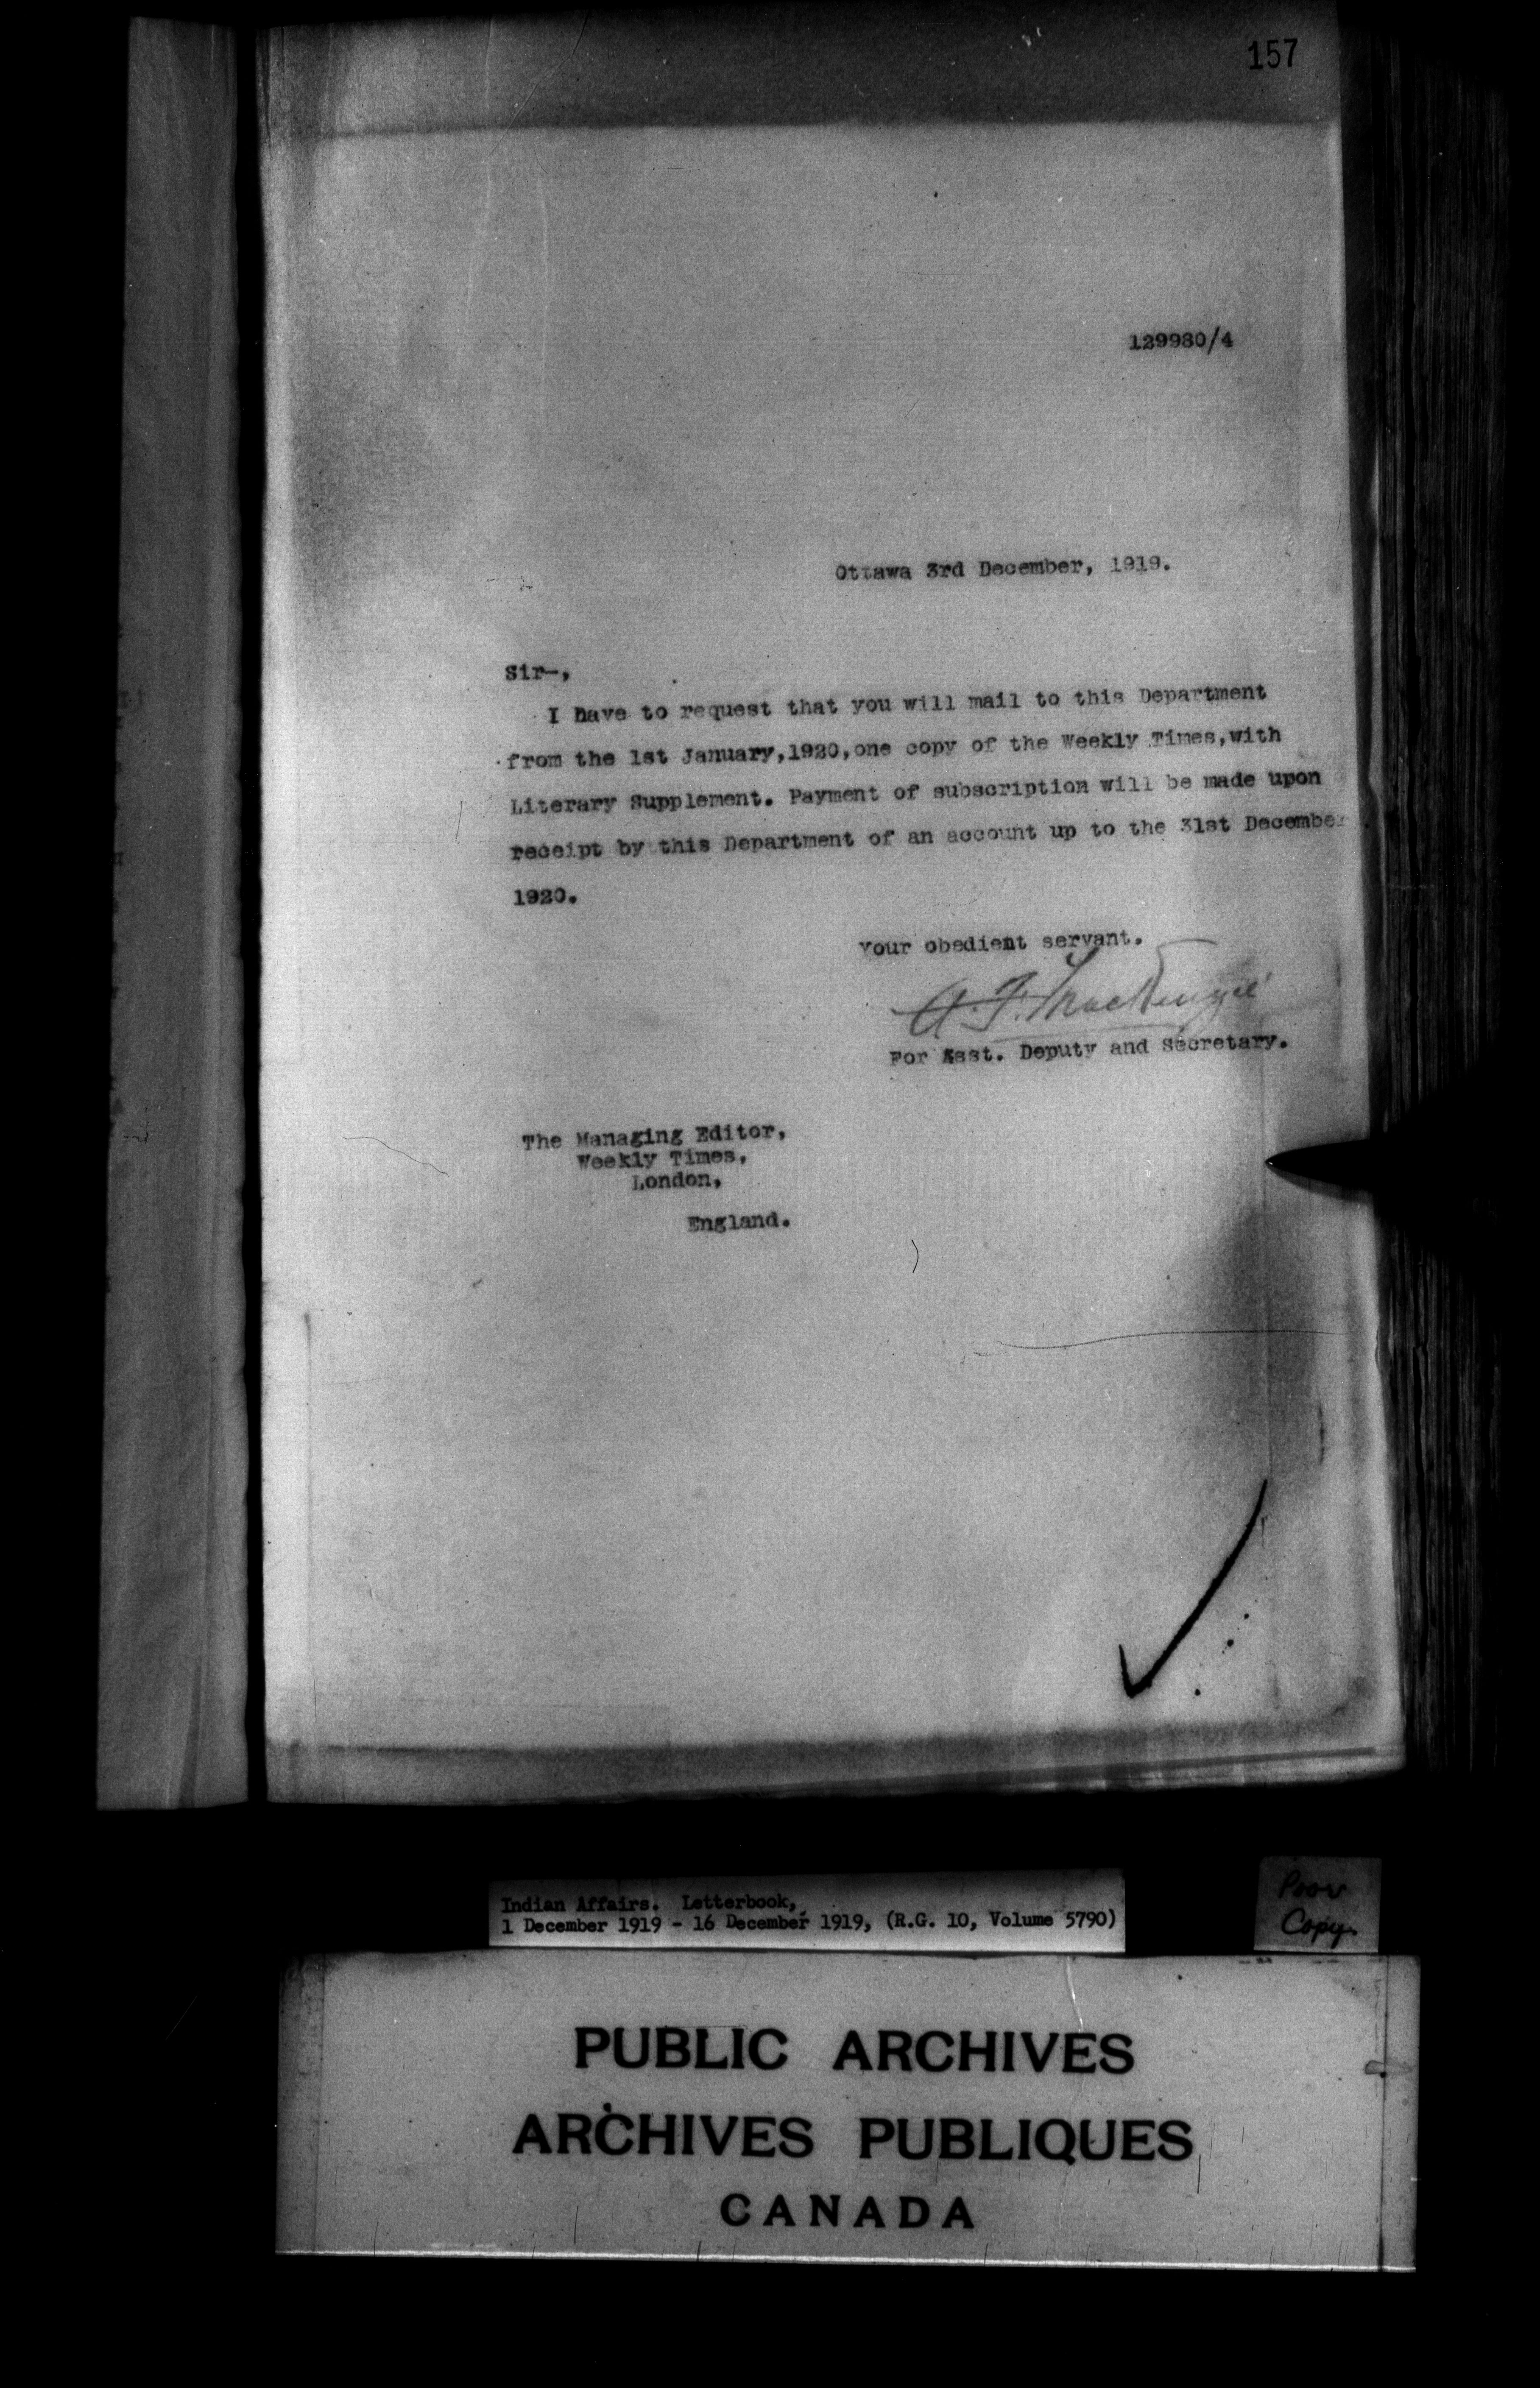 157
129980/4
Ottawa 3rd December, 1919.
Sir-,
I have to request that you will mail to this Department
from the 1st January,1920,one copy of the Weekly Times,with
Literary Supplement. Payment of subscription will be made upon
receipt by this Department of an account up to the 31st December
1920.
Your obedient servant.
A. F. MacKenzie
For Asst. Deputy and Secretary.
The Managing Editor,
Weekly Times,
London,
England.
Indian Affairs. Letterbook,
1 December 1919 - 16 December 1919, (R.G. 10, Volume 5790)
Poor
Copy
PUBLIC ARCHIVES
ARCHIVES PUBLIQUES
CANADA